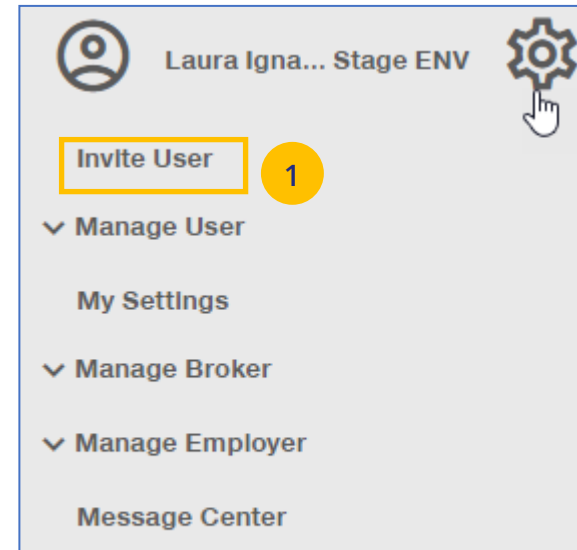 Laura Igna... Stage ENV
Invite User
1
Manage User
My Settings
Manage Broker
Manage Employer
Message Center